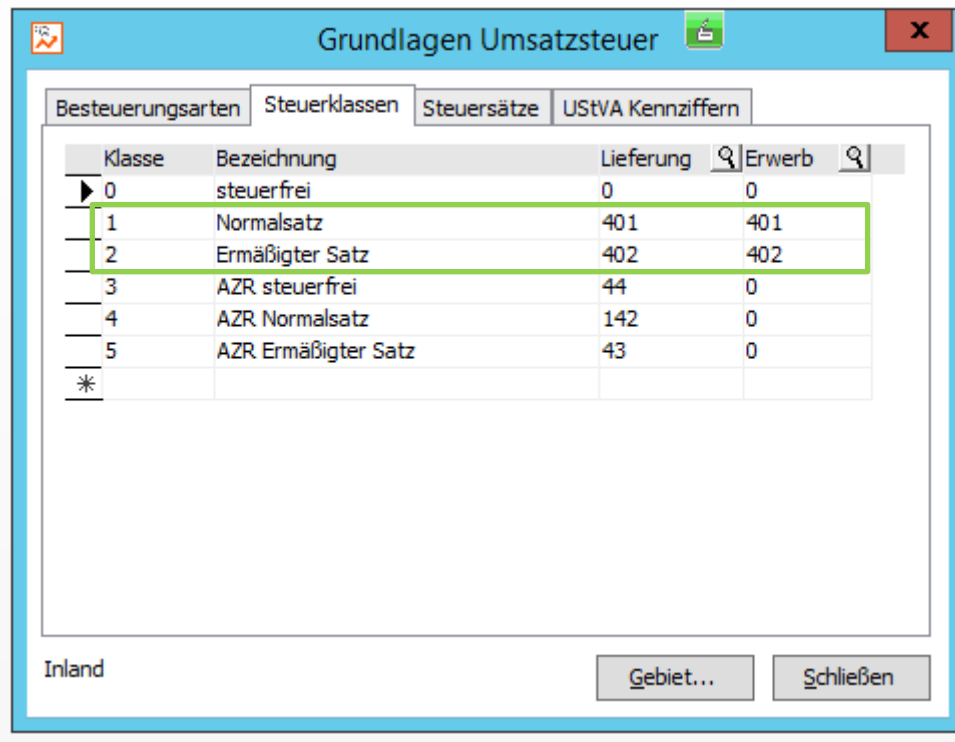 Grundlagen Umsatzsteuer x
Besteuerungsarten Steuerklassen Steuersätze UStVA Kennziffern
Klasse Bezeichnung Lieferung Erwerb
0 steuerfrei 0 0
1 Normalsatz 401 401
2 Ermäßigter Satz 402 402
3 AZR steuerfrei 44 0
4 AZR Normalsatz 142 0
5 AZR Ermäßigter Satz 43 0
Inland Gebiet... Schließen